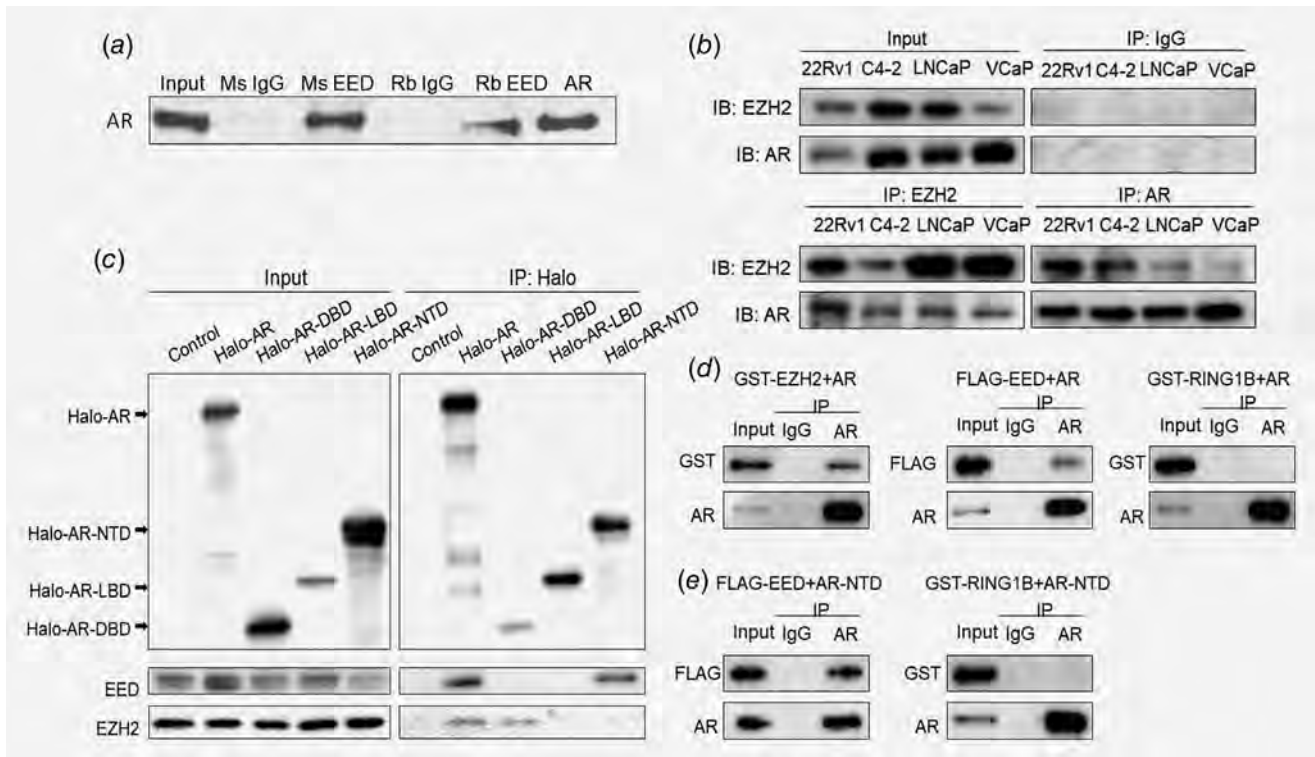 (a)
Input Ms IgG Ms EED Rb IgG Rb EED AR
AR
(b)
Input IP: IgG
22Rv1 C4-2 LNCaP VCaP 22Rv1 C4-2 LNCaP VCaP
IB: EZH2
IB: AR
IP: EZH2 IP: AR
22Rv1 C4-2 LNCaP VCaP 22Rv1 C4-2 LNCaP VCaP
IB: EZH2
IB: AR
(c)
Input IP: Halo
Control Halo-AR Halo-AR-DBD Halo-AR-LBD Halo-AR-NTD Control Halo-AR Halo-AR-DBD Halo-AR-LBD Halo-AR-NTD
Halo-AR
Halo-AR-NTD
Halo-AR-LBD
Halo-AR-DBD
EED
EZH2
(d)
GST-EZH2+AR FLAG-EED+AR GST-RING1B+AR
IP IP IP
Input IgG AR Input IgG AR Input IgG AR
GST FLAG GST
AR AR AR
(e)
FLAG-EED+AR-NTD GST-RING1B+AR-NTD
IP IP
Input IgG AR Input IgG AR
FLAG GST
AR AR